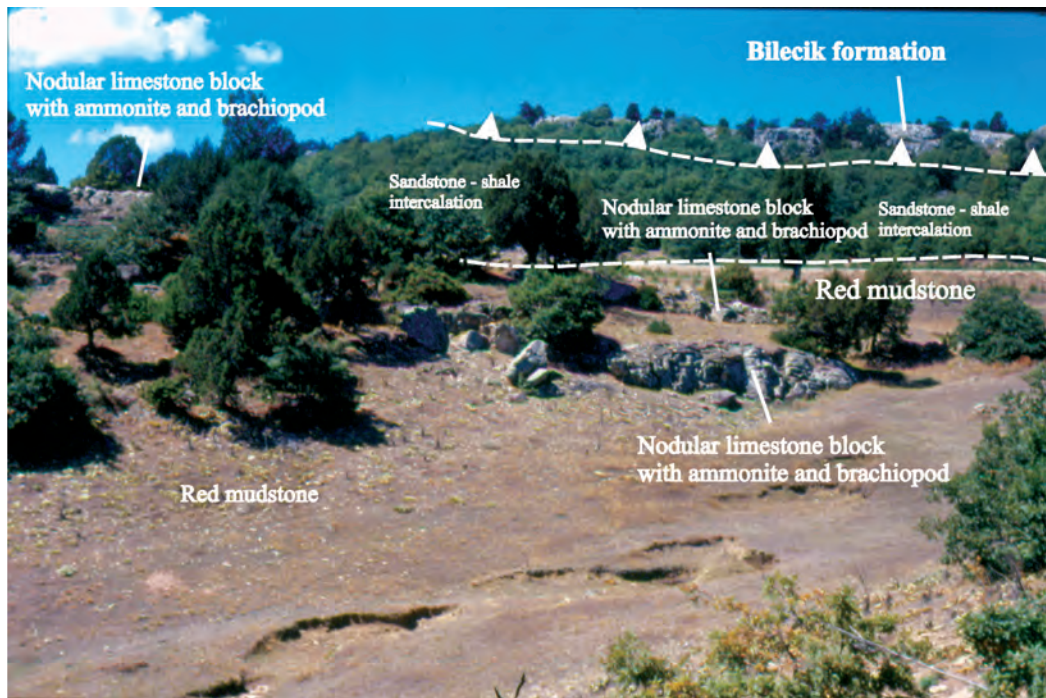 Bilecik formation
Nodular limestone block
with ammonite and brachiopod
Sandstone - shale
intercalation
Nodular limestone block
with ammonite and brachiopod
Sandstone - shale
intercalation
Red mudstone
Nodular limestone block
with ammonite and brachiopod
Red mudstone